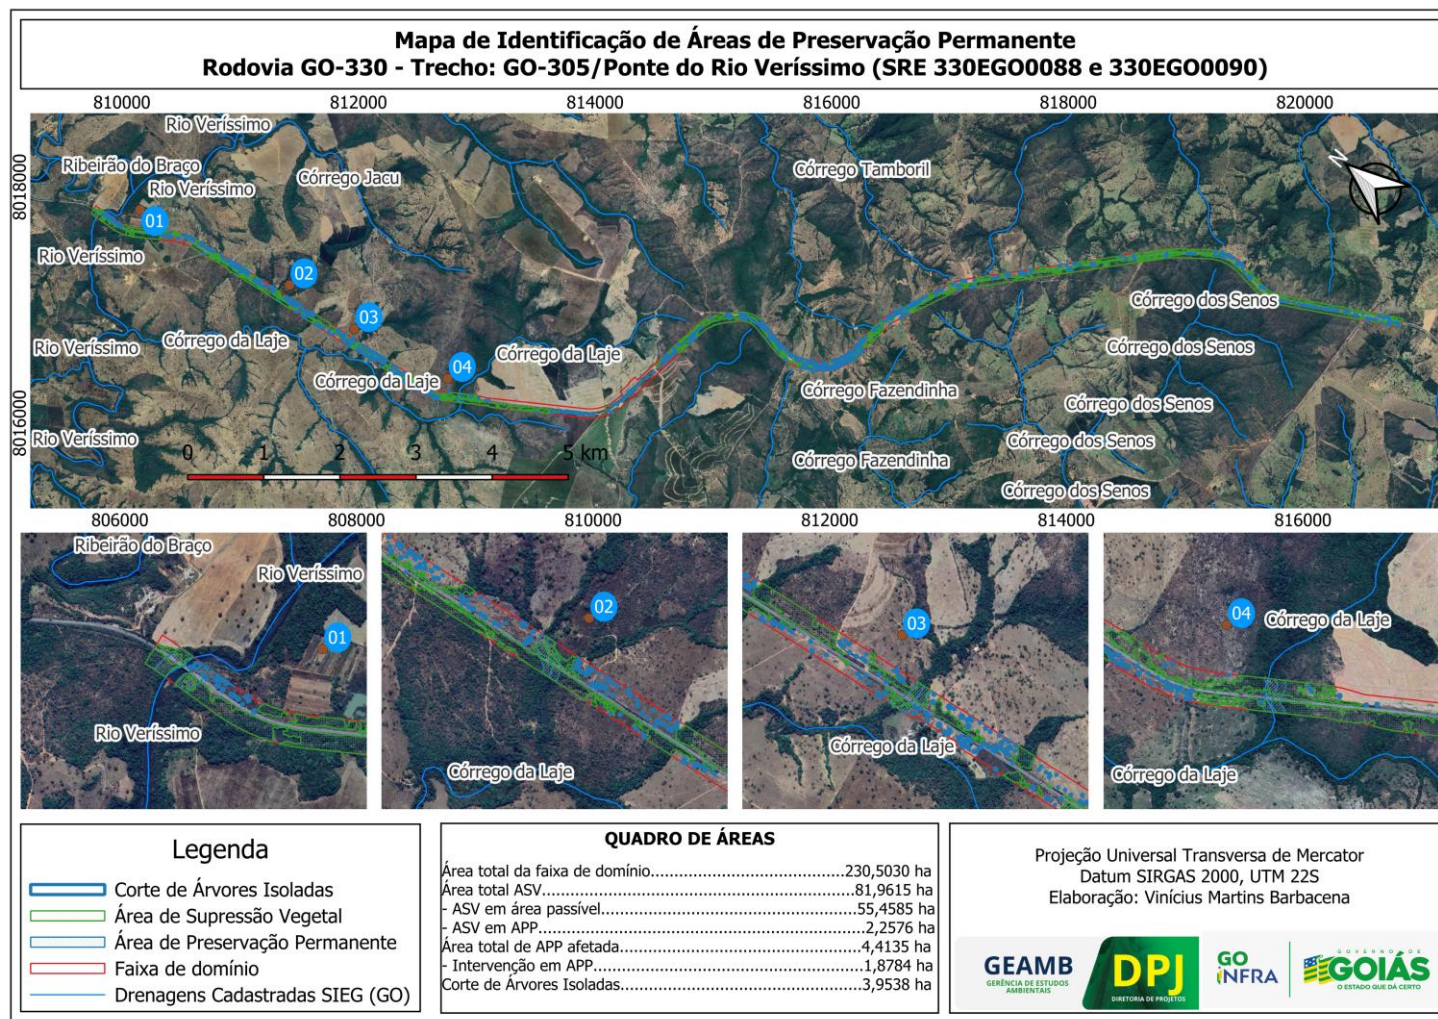 Mapa de Identificação de Áreas de Preservação Permanente
Rodovia GO-330 - Trecho: GO-305/Ponte do Rio Veríssimo (SRE 330EGO0088 e 330EGO0090)
810000 812000 814000 816000 818000 820000
8018000
8016000
Rio Veríssimo
Ribeirão do Braço
Rio Veríssimo
Córrego Jacu
Córrego Tamboril
N
01
Rio Veríssimo
02
03
Córrego dos Senos
Córrego da Laje
Rio Veríssimo
Córrego da Laje
Córrego dos Senos
04
Córrego da Laje
Córrego Fazendinha
Córrego dos Senos
Rio Veríssimo
Córrego dos Senos
Córrego Fazendinha
Córrego dos Senos
0 1 2 3 4 5 km
806000 808000 810000 812000 814000 816000
Ribeirão do Braço
Rio Veríssimo
01
Rio Veríssimo
02
Córrego da Laje
03
Córrego da Laje
04
Córrego da Laje
Córrego da Laje
Legenda
Corte de Árvores Isoladas
Área de Supressão Vegetal
Área de Preservação Permanente
Faixa de domínio
Drenagens Cadastradas SIEG (GO)
QUADRO DE ÁREAS
Área total da faixa de domínio.....................................230,5030 ha
Área total ASV..............................................................81,9615 ha
- ASV em área passível..................................................55,4585 ha
- ASV em APP................................................................2,2576 ha
Área total de APP afetada.............................................4,4135 ha
- Intervenção em APP....................................................1,8784 ha
Corte de Árvores Isoladas.............................................3,9538 ha
Projeção Universal Transversa de Mercator
Datum SIRGAS 2000, UTM 22S
Elaboração: Vinícius Martins Barbacena
GEAMB
GERÊNCIA DE ESTUDOS
AMBIENTAIS
DPJ
DIRETORIA DE PROJETOS
GO
INFRA
GOVERNO DE
GOIÁS
O ESTADO QUE DÁ CERTO